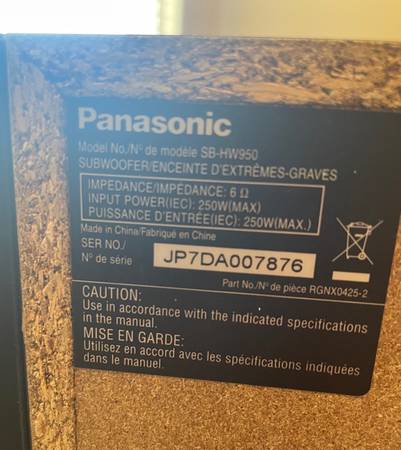 Panasonic
Model No./N° de modèle SB-HW950
SUBWOOFER/ENCEINTE D'EXTRÊMES-GRAVES
IMPEDANCE/IMPÉDANCE: 6 Ω
INPUT POWER(IEC): 250W(MAX)
PUISSANCE D'ENTRÉE(IEC): 250W(MAX.)
Made in China/Fabriqué en Chine
SER NO./
N° de série
JP7DA007876
Part No./N° de pièce RGNX0425-2
CAUTION:
Use in accordance with the indicated specifications
in the manual.
MISE EN GARDE:
Utilisez en accord avec les spécifications indiquées
dans le manuel.